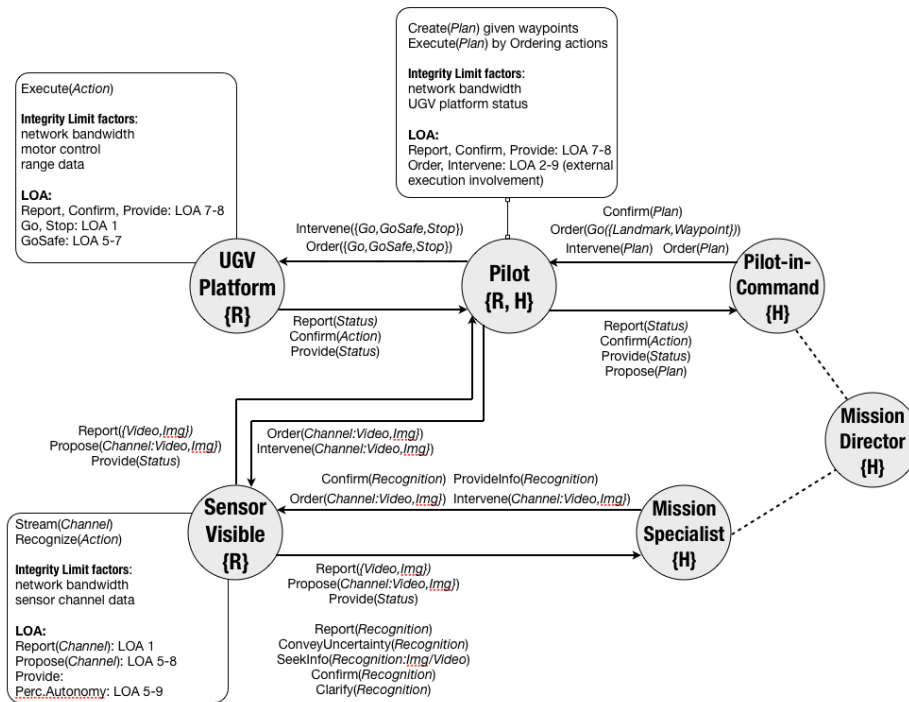 Create(Plan) given waypoints
Execute(Plan) by Ordering actions
Integrity Limit factors:
network bandwidth
UGV platform status
LOA:
Report, Confirm, Provide: LOA 7-8
Order, Intervene: LOA 2-9 (external
execution involvement)
Execute(Action)
Integrity Limit factors:
network bandwidth
motor control
range data
LOA:
Report, Confirm, Provide: LOA 7-8
Go, Stop: LOA 1
GoSafe: LOA 5-7
Intervene({Go,GoSafe,Stop})
Order({Go,GoSafe,Stop})
Confirm(Plan)
Order(Go({Landmark,Waypoint}))
Intervene(Plan) Order(Plan)
UGV
Platform
{R}
Pilot
{R, H}
Pilot-in-
Command
{H}
Report(Status)
Confirm(Action)
Provide(Status)
Report(Status)
Confirm(Action)
Provide(Status)
Propose(Plan)
Mission
Director
{H}
Report({Video,Img})
Propose(Channel:Video,Img})
Provide(Status)
Order(Channel:Video,Img})
Intervene(Channel:Video,Img})
Confirm(Recognition) ProvideInfo(Recognition)
Order(Channel:Video,Img}) Intervene(Channel:Video,Img})
Sensor
Visible
{R}
Mission
Specialist
{H}
Stream(Channel)
Recognize(Action)
Integrity Limit factors:
network bandwidth
sensor channel data
LOA:
Report(Channel): LOA 1
Propose(Channel): LOA 5-8
Provide:
Perc.Autonomy: LOA 5-9
Report({Video,Img})
Propose(Channel:Video,Img})
Provide(Status)
Report(Recognition)
ConveyUncertainty(Recognition)
SeekInfo(Recognition:Img/Video)
Confirm(Recognition)
Clarify(Recognition)